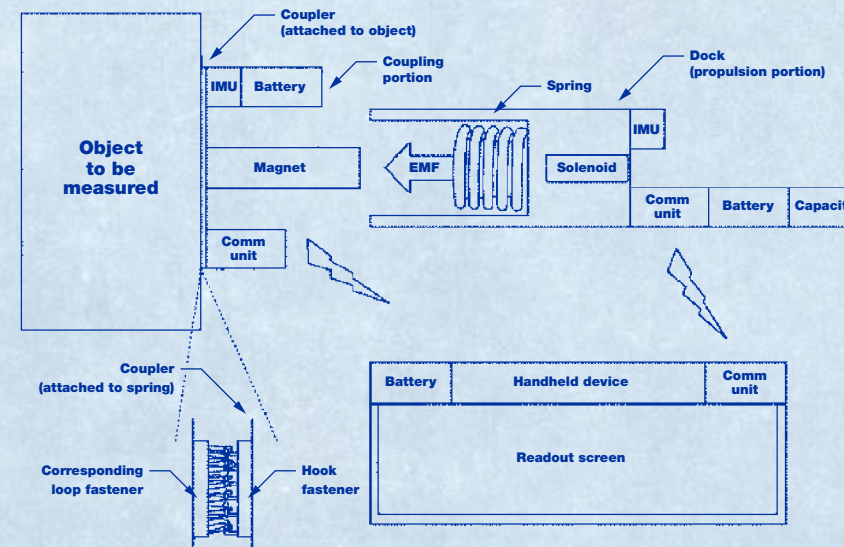 Coupler
(attached to object)
IMU
Battery
Coupling
portion
Object
to be
measured
Magnet
Comm
unit
Spring
Dock
(propulsion portion)
IMU
EMF
Solenoid
Comm
unit
Battery
Capacit
Coupler
(attached to spring)
Corresponding
loop fastener
Hook
fastener
Battery
Handheld device
Comm
unit
Readout screen